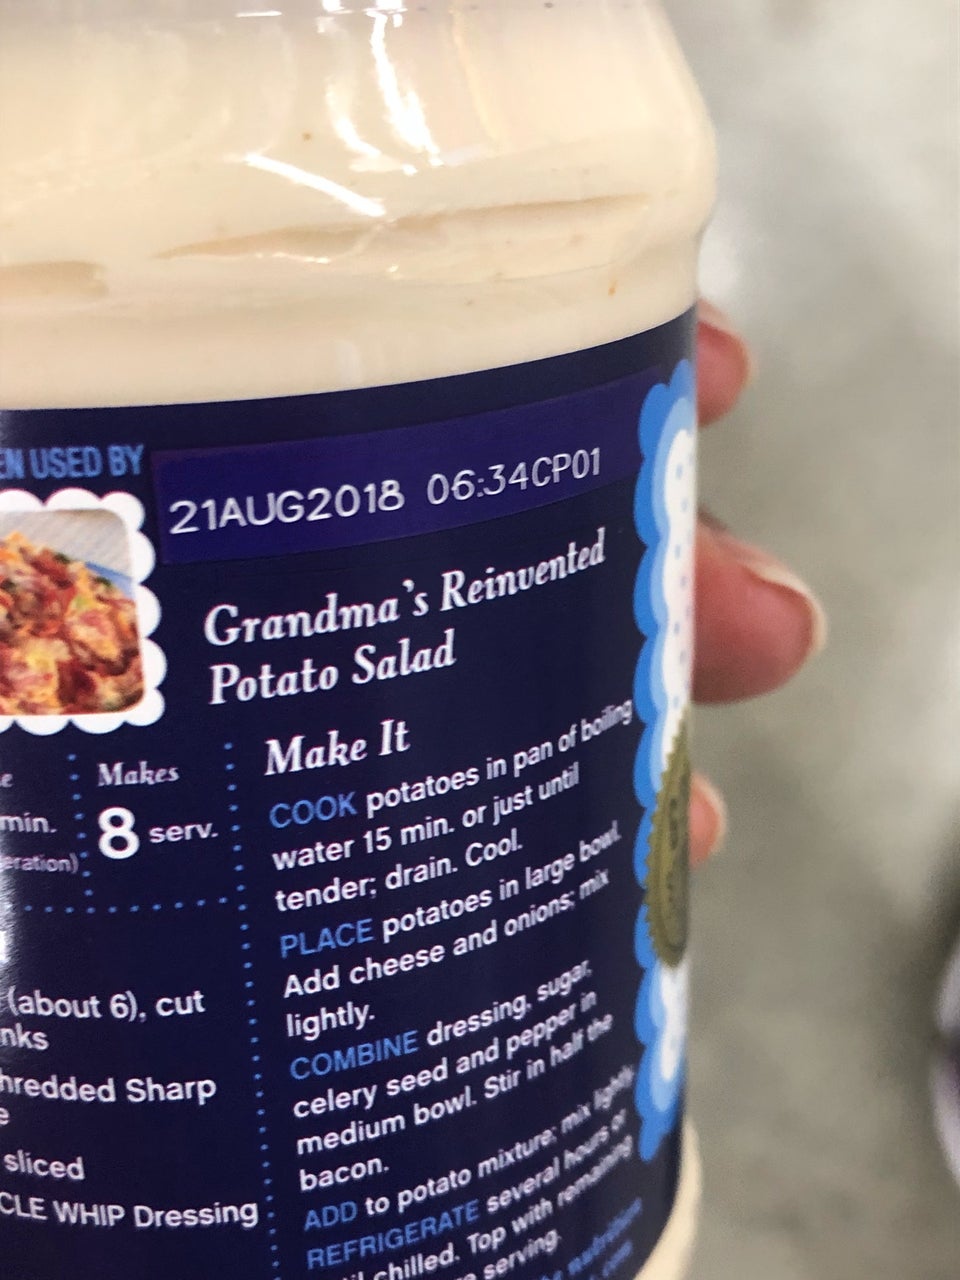 EN USED BY
21AUG2018 06:34CP01
Grandma's Reinvented
Potato Salad
Make It
COOK potatoes in pan of boiling
water 15 min. or just until
tender; drain. Cool.
PLACE potatoes in large bowl.
Add cheese and onions; mix
lightly.
COMBINE dressing, sugar,
celery seed and pepper in
medium bowl. Stir in half the
bacon.
ADD to potato mixture; mix lightly.
REFRIGERATE several hours or
til chilled. Top with remaining
serving.
nutrition
e
min.
eration)
Makes
8 serv.
(about 6), cut
nks
hredded Sharp
e
sliced
CLE WHIP Dressing